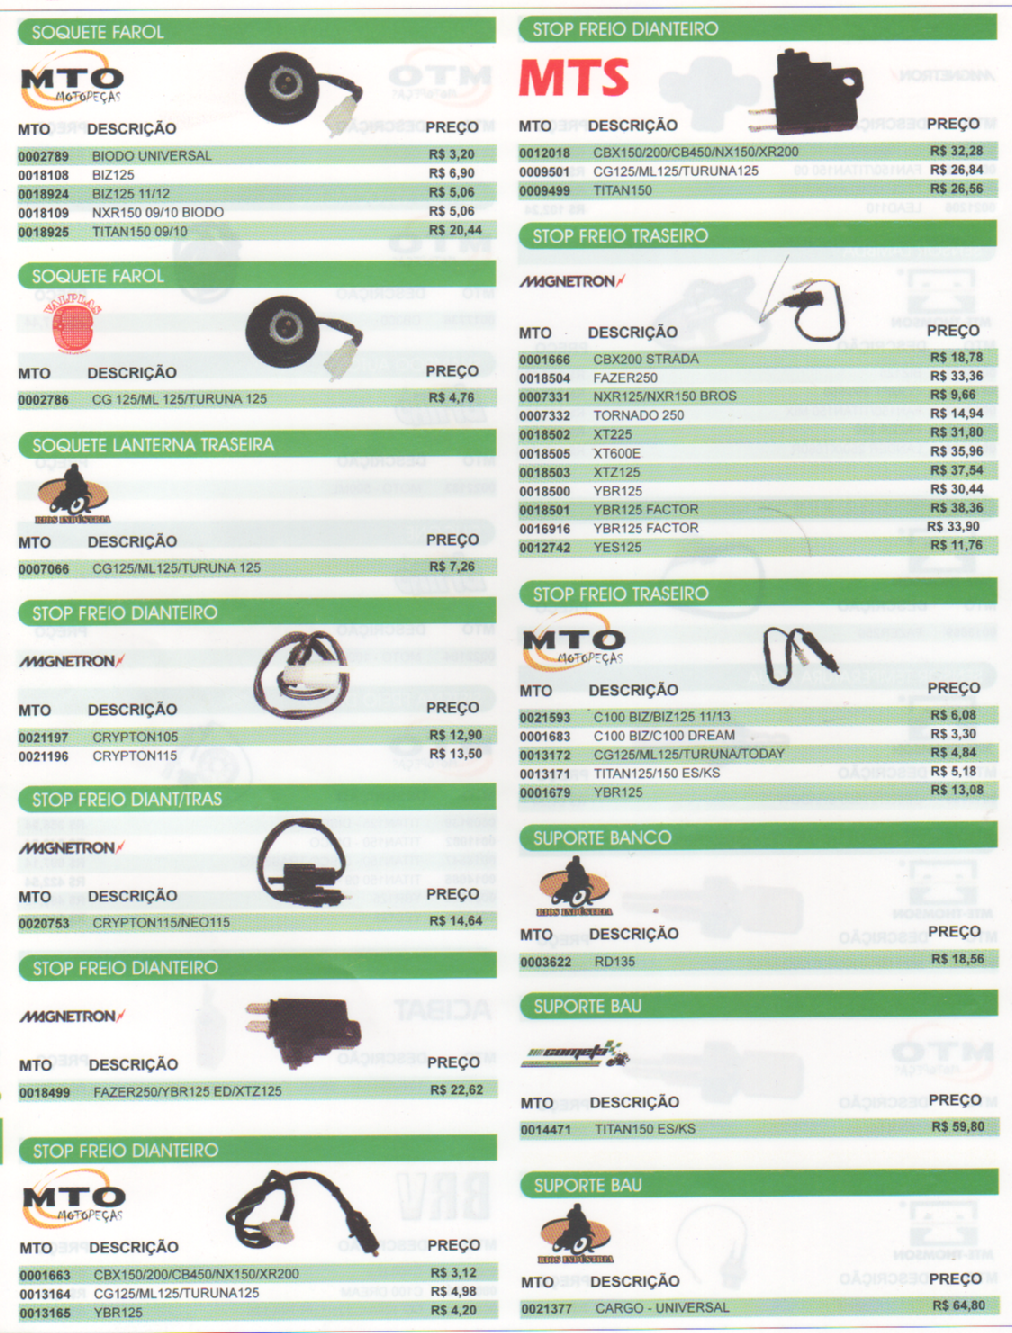 SOQUETE FAROL
MTO
MOTOPEÇAS
MTO DESCRIÇÃO PREÇO
0002789 BIODO UNIVERSAL R$ 3,20
0018108 BIZ125 R$ 6,90
0018924 BIZ125 11/12 R$ 5,06
0018109 NXR150 09/10 BIODO R$ 5,06
0018925 TITAN150 09/10 R$ 20,44
SOQUETE FAROL
VALPLAS
MTO DESCRIÇÃO PREÇO
0002786 CG 125/ML 125/TURUNA 125 R$ 4,76
SOQUETE LANTERNA TRASEIRA
RIOS INDÚSTRIA
MTO DESCRIÇÃO PREÇO
0007066 CG125/ML125/TURUNA 125 R$ 7,26
STOP FREIO DIANTEIRO
MAGNETRON
MTO DESCRIÇÃO PREÇO
0021197 CRYPTON105 R$ 12,90
0021196 CRYPTON115 R$ 13,50
STOP FREIO DIANT/TRAS
MAGNETRON
MTO DESCRIÇÃO PREÇO
0020753 CRYPTON115/NEO115 R$ 14,64
STOP FREIO DIANTEIRO
MAGNETRON
MTO DESCRIÇÃO PREÇO
0018499 FAZER250/YBR125 ED/XTZ125 R$ 22,62
STOP FREIO DIANTEIRO
MTO
MOTOPEÇAS
MTO DESCRIÇÃO PREÇO
0001663 CBX150/200/CB450/NX150/XR200 R$ 3,12
0013164 CG125/ML125/TURUNA125 R$ 4,98
0013165 YBR125 R$ 4,20
STOP FREIO DIANTEIRO
MTS
MTO DESCRIÇÃO PREÇO
0012018 CBX150/200/CB450/NX150/XR200 R$ 32,28
0009501 CG125/ML125/TURUNA125 R$ 26,84
0009499 TITAN150 R$ 26,56
STOP FREIO TRASEIRO
MAGNETRON
MTO DESCRIÇÃO PREÇO
0001666 CBX200 STRADA R$ 18,78
0018504 FAZER250 R$ 33,36
0007331 NXR125/NXR150 BROS R$ 9,66
0007332 TORNADO 250 R$ 14,94
0018502 XT225 R$ 31,80
0018505 XT600E R$ 35,96
0018503 XTZ125 R$ 37,54
0018500 YBR125 R$ 30,44
0018501 YBR125 FACTOR R$ 38,36
0016916 YBR125 FACTOR R$ 33,90
0012742 YES125 R$ 11,76
STOP FREIO TRASEIRO
MTO
MOTOPEÇAS
MTO DESCRIÇÃO PREÇO
0021593 C100 BIZ/BIZ125 11/13 R$ 6,08
0001683 C100 BIZ/C100 DREAM R$ 3,30
0013172 CG125/ML125/TURUNA/TODAY R$ 4,84
0013171 TITAN125/150 ES/KS R$ 5,18
0001679 YBR125 R$ 13,08
SUPORTE BANCO
RIOS INDÚSTRIA
MTO DESCRIÇÃO PREÇO
0003622 RD135 R$ 18,56
SUPORTE BAU
cometa
MTO DESCRIÇÃO PREÇO
0014471 TITAN150 ES/KS R$ 59,80
SUPORTE BAU
RIOS INDÚSTRIA
MTO DESCRIÇÃO PREÇO
0021377 CARGO - UNIVERSAL R$ 64,80